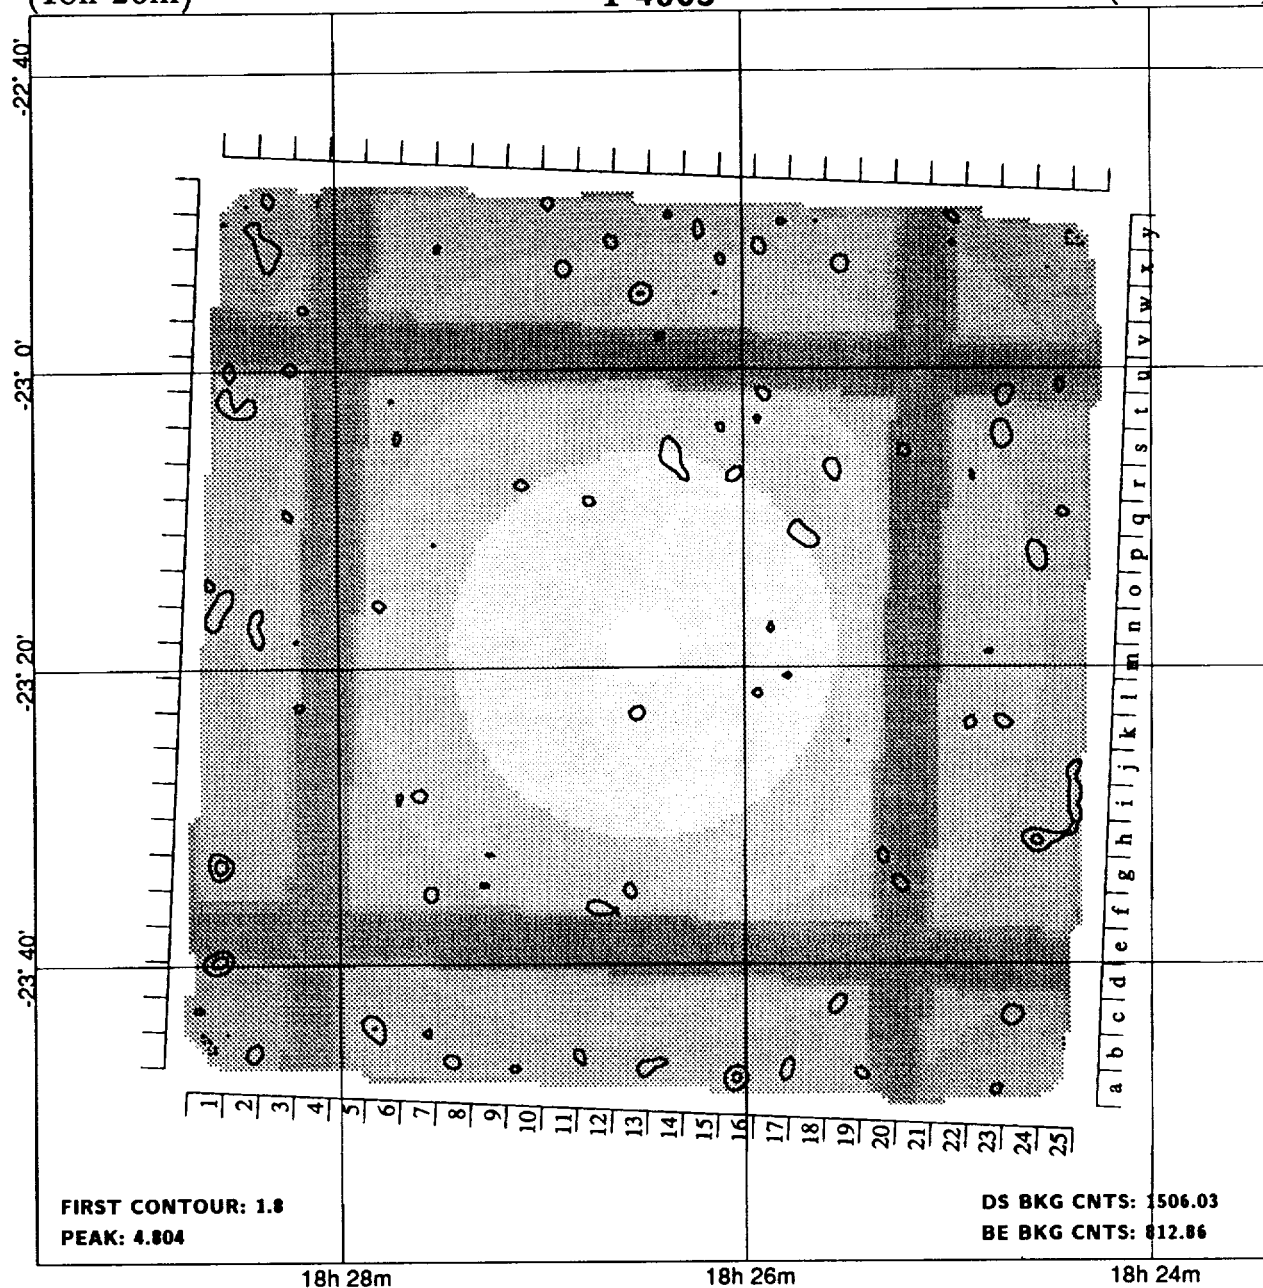 -22° 40'
-23° 0'
-23° 20'
-23° 40'
y
x
w
v
u
t
s
r
q
p
o
n
m
l
k
j
i
h
g
f
e
d
c
b
a
1 2 3 4 5 6 7 8 9 10 11 12 13 14 15 16 17 18 19 20 21 22 23 24 25
FIRST CONTOUR: 1.8
PEAK: 4.804
DS BKG CNTS: 1506.03
BE BKG CNTS: 812.86
18h 28m
18h 26m
18h 24m